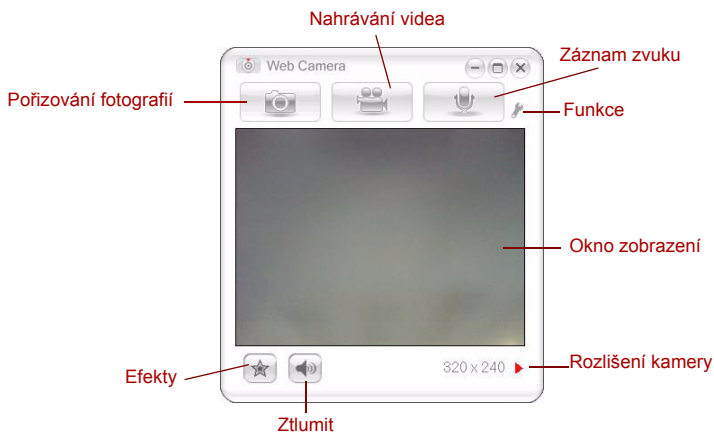 Nahrávání videa
Záznam zvuku
Web Camera
Pořizování fotografií
Funkce
Okno zobrazení
320 x 240
Rozlišení kamery
Efekty
Ztlumit